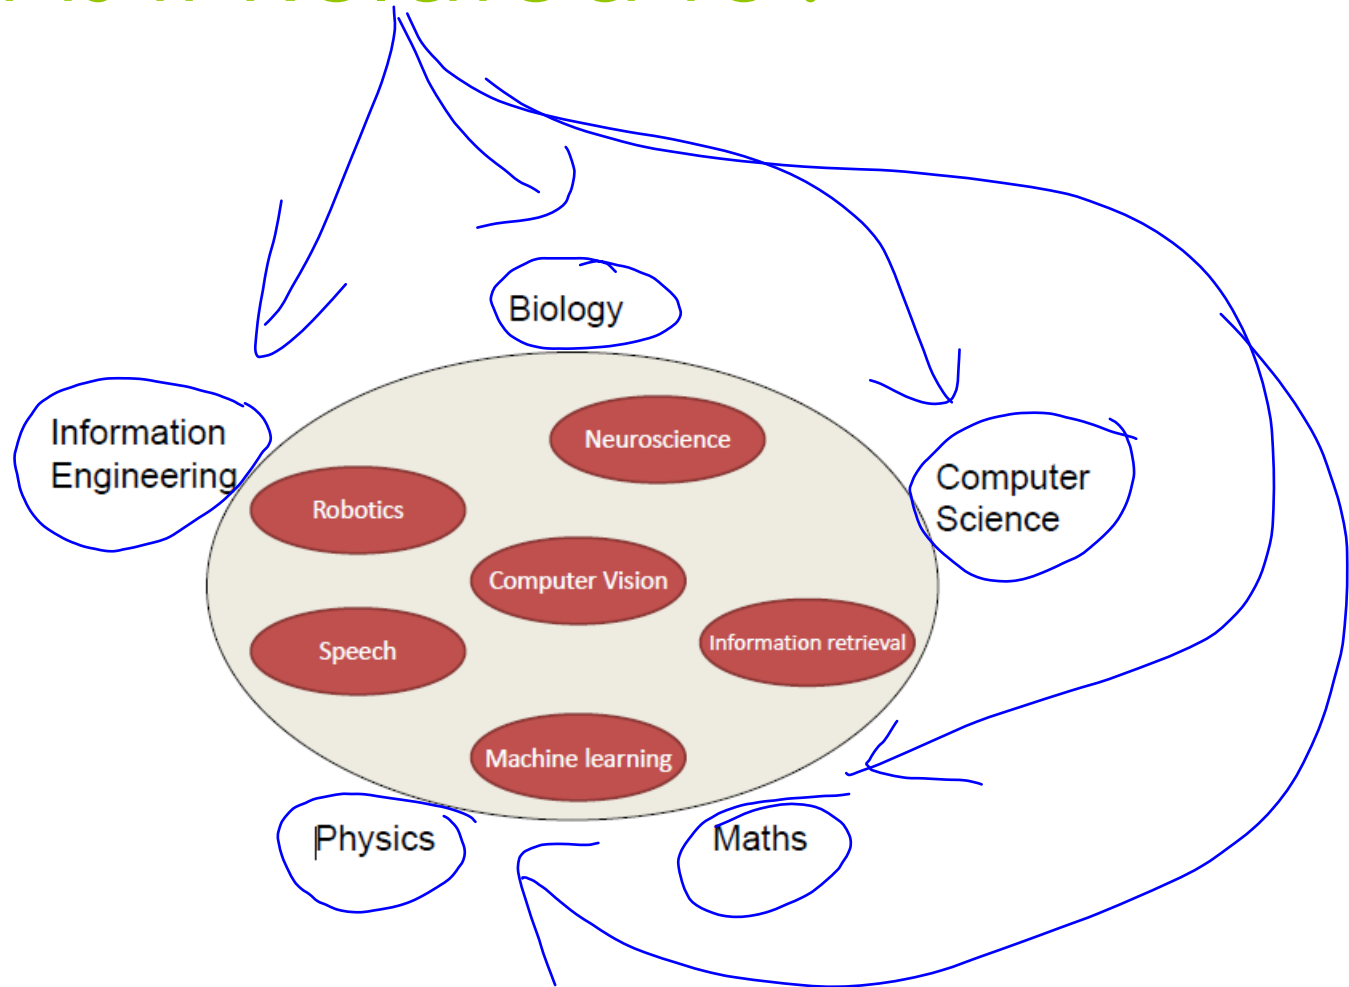 Biology
Neuroscience
Information
Engineering
Robotics
Computer
Science
Computer Vision
Information retrieval
Speech
Machine learning
Physics
Maths